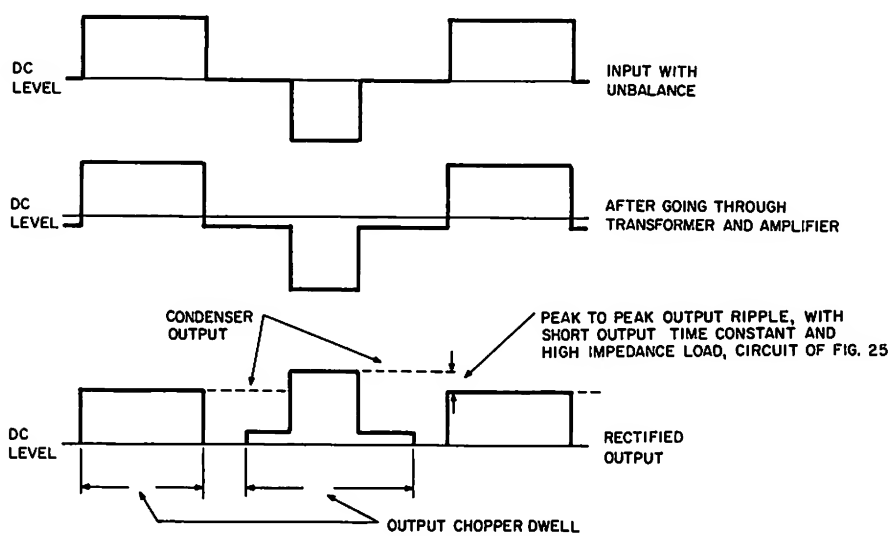 DC
LEVEL
INPUT WITH
UNBALANCE
DC
LEVEL
AFTER GOING THROUGH
TRANSFORMER AND AMPLIFIER
CONDENSER
OUTPUT
PEAK TO PEAK OUTPUT RIPPLE, WITH
SHORT OUTPUT TIME CONSTANT AND
HIGH IMPEDANCE LOAD, CIRCUIT OF FIG. 25
DC
LEVEL
RECTIFIED
OUTPUT
OUTPUT CHOPPER DWELL